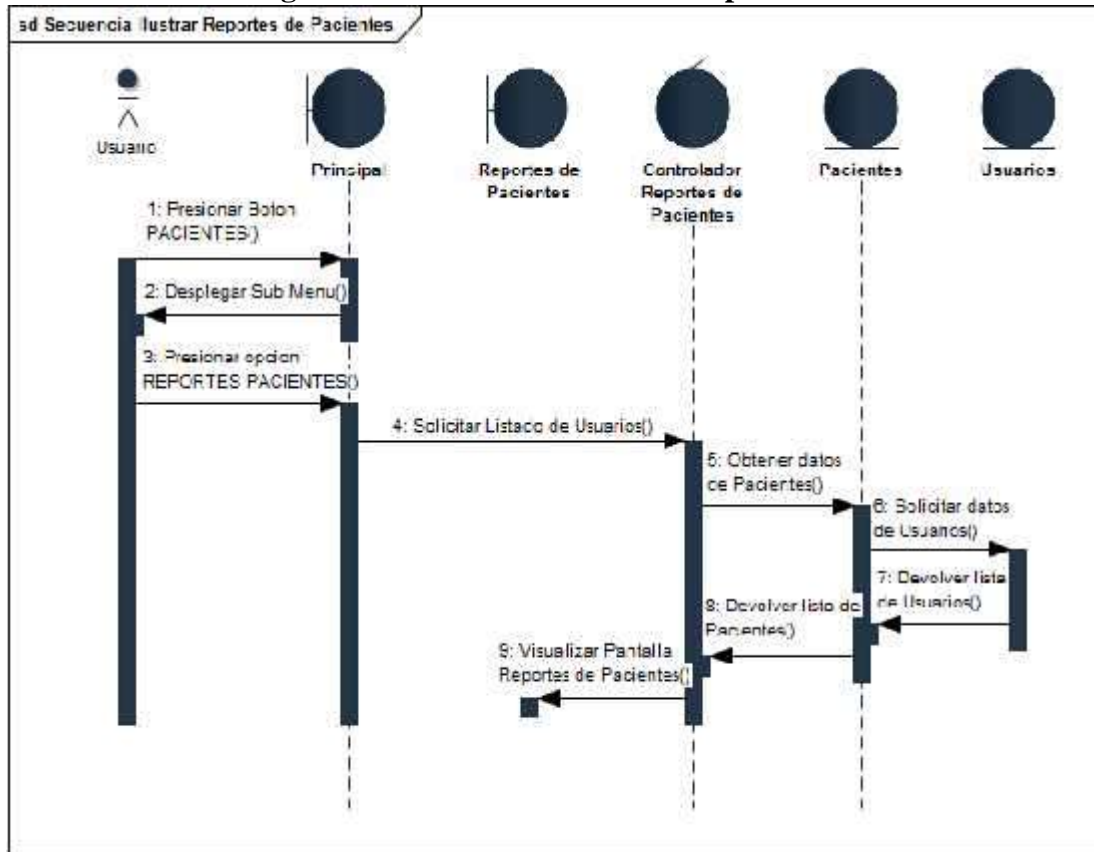 sd Secuencia Ilustrar Reportes de Pacientes
Usuario
Principal
Reportes de
Pacientes
Controlador
Reportes de
Pacientes
Pacientes
Usuarios
1: Presionar Boton
PACIENTES()
2: Desplegar Sub Menu()
3: Presionar opcion
REPORTES PACIENTES()
4: Solicitar Listado de Usuarios()
5: Obtener datos
de Pacientes()
6: Solicitar datos
de Usuarios()
7: Devolver lista
de Usuarios()
8: Devolver lista de
Pacientes()
9: Visualizar Pantalla
Reportes de Pacientes()